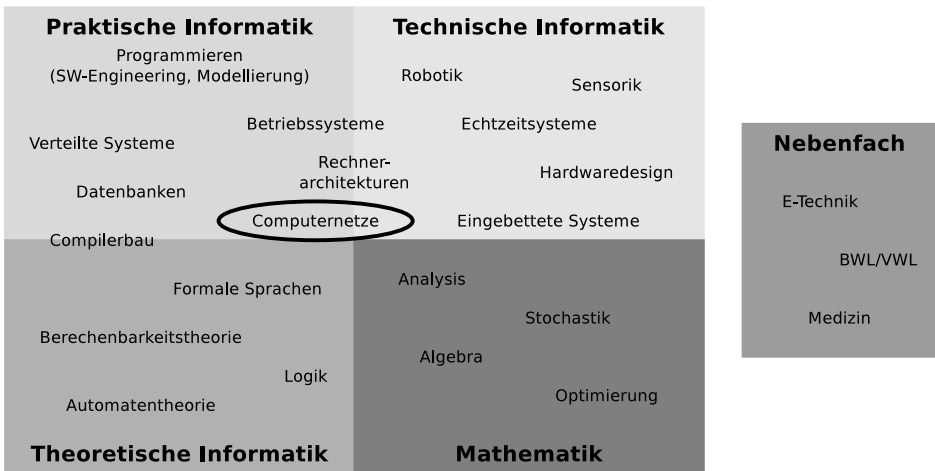 Praktische Informatik
Programmieren
(SW-Engineering, Modellierung)
Betriebssysteme
Verteilte Systeme
Rechner-
architekturen
Datenbanken
Computernetze
Compilerbau
Technische Informatik
Robotik
Sensorik
Echtzeitsysteme
Hardwaredesign
Eingebettete Systeme
Formale Sprachen
Berechenbarkeitstheorie
Logik
Automatentheorie
Theoretische Informatik
Analysis
Stochastik
Algebra
Optimierung
Mathematik
Nebenfach
E-Technik
BWL/VWL
Medizin